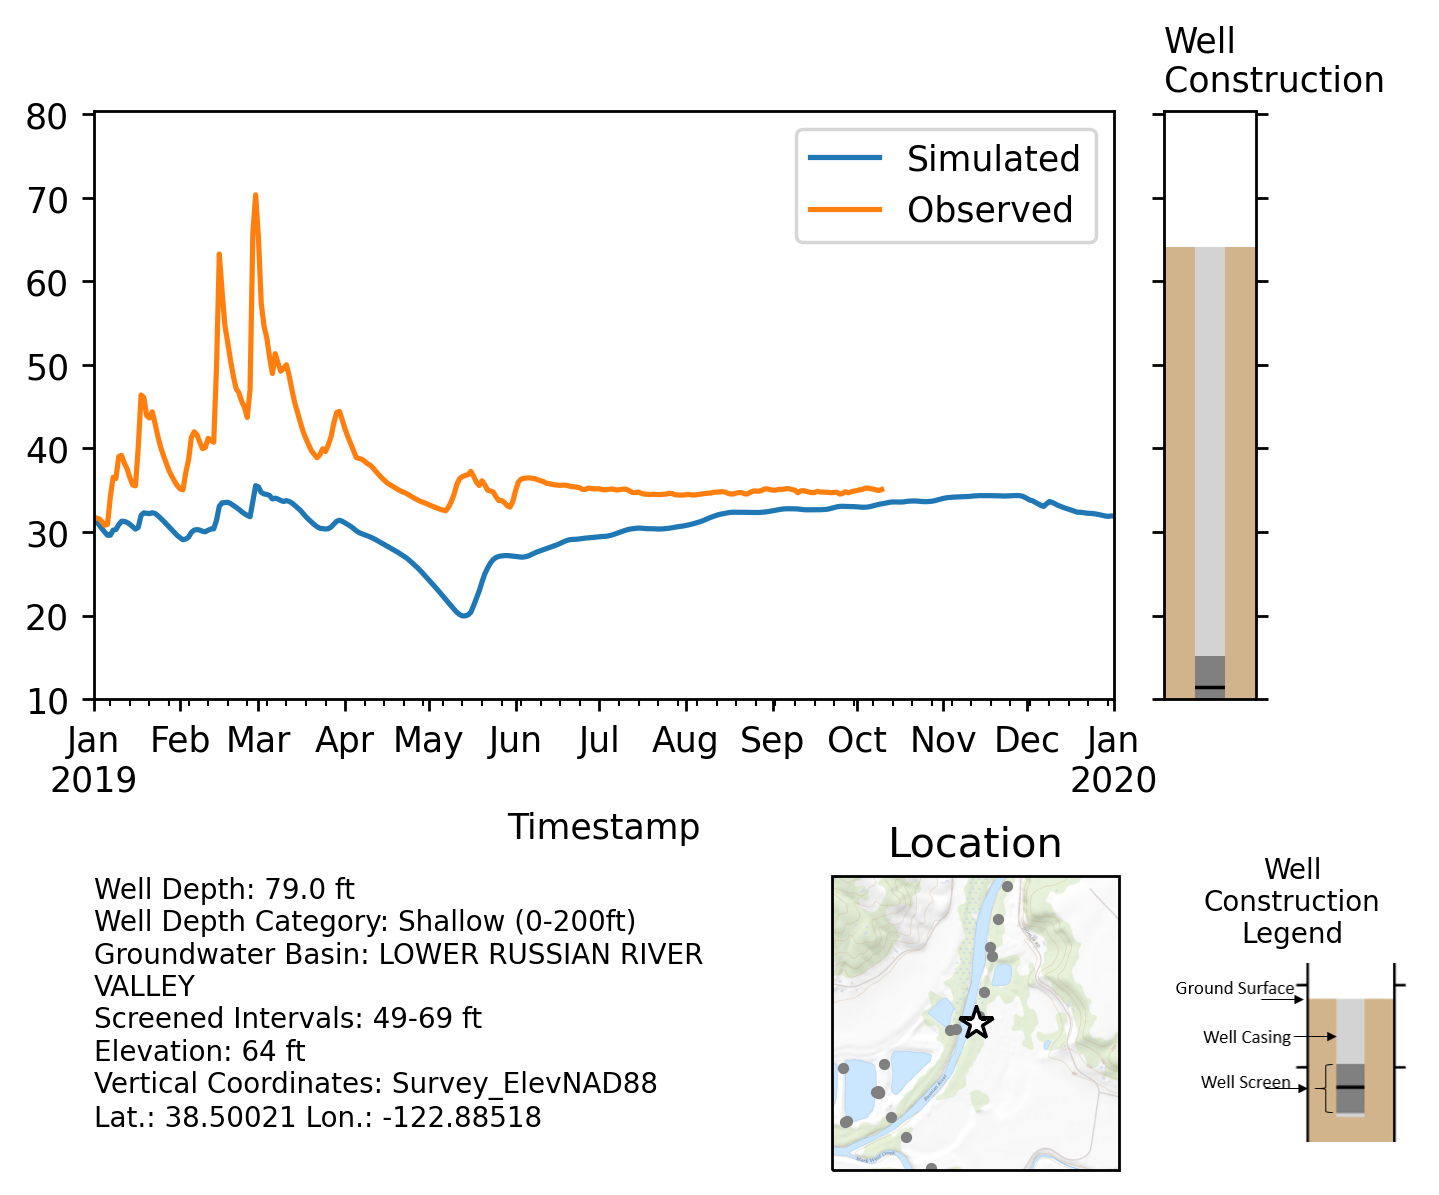 Well
Construction
80
70
60
50
40
30
20
10
Simulated
Observed
Jan Feb Mar Apr May Jun Jul Aug Sep Oct Nov Dec Jan
2019 2020
Timestamp
Well Depth: 79.0 ft
Well Depth Category: Shallow (0-200ft)
Groundwater Basin: LOWER RUSSIAN RIVER
VALLEY
Screened Intervals: 49-69 ft
Elevation: 64 ft
Vertical Coordinates: Survey_ElevNAD88
Lat.: 38.50021 Lon.: -122.88518
Location
Well
Construction
Legend
Ground Surface
Well Casing
Well Screen